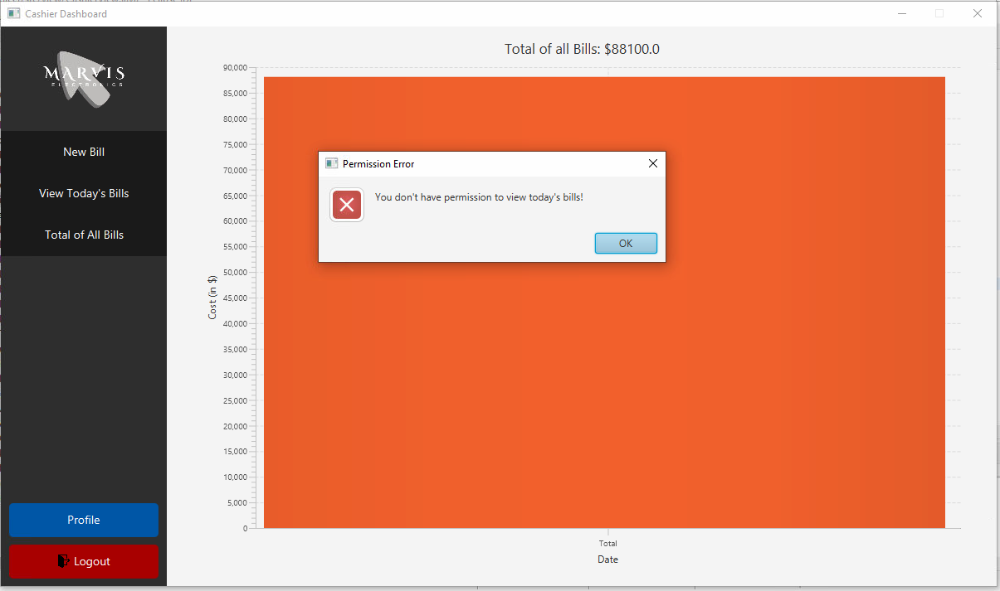 Cashier Dashboard
MARVIS
ELECTRONICS
New Bill
View Today's Bills
Total of All Bills
Profile
Logout
Total of all Bills: $88100.0
90,000
85,000
80,000
75,000
70,000
65,000
60,000
55,000
50,000
45,000
40,000
35,000
30,000
25,000
20,000
15,000
10,000
5,000
0
Cost (in $)
Total
Date
Permission Error
You don't have permission to view today's bills!
OK